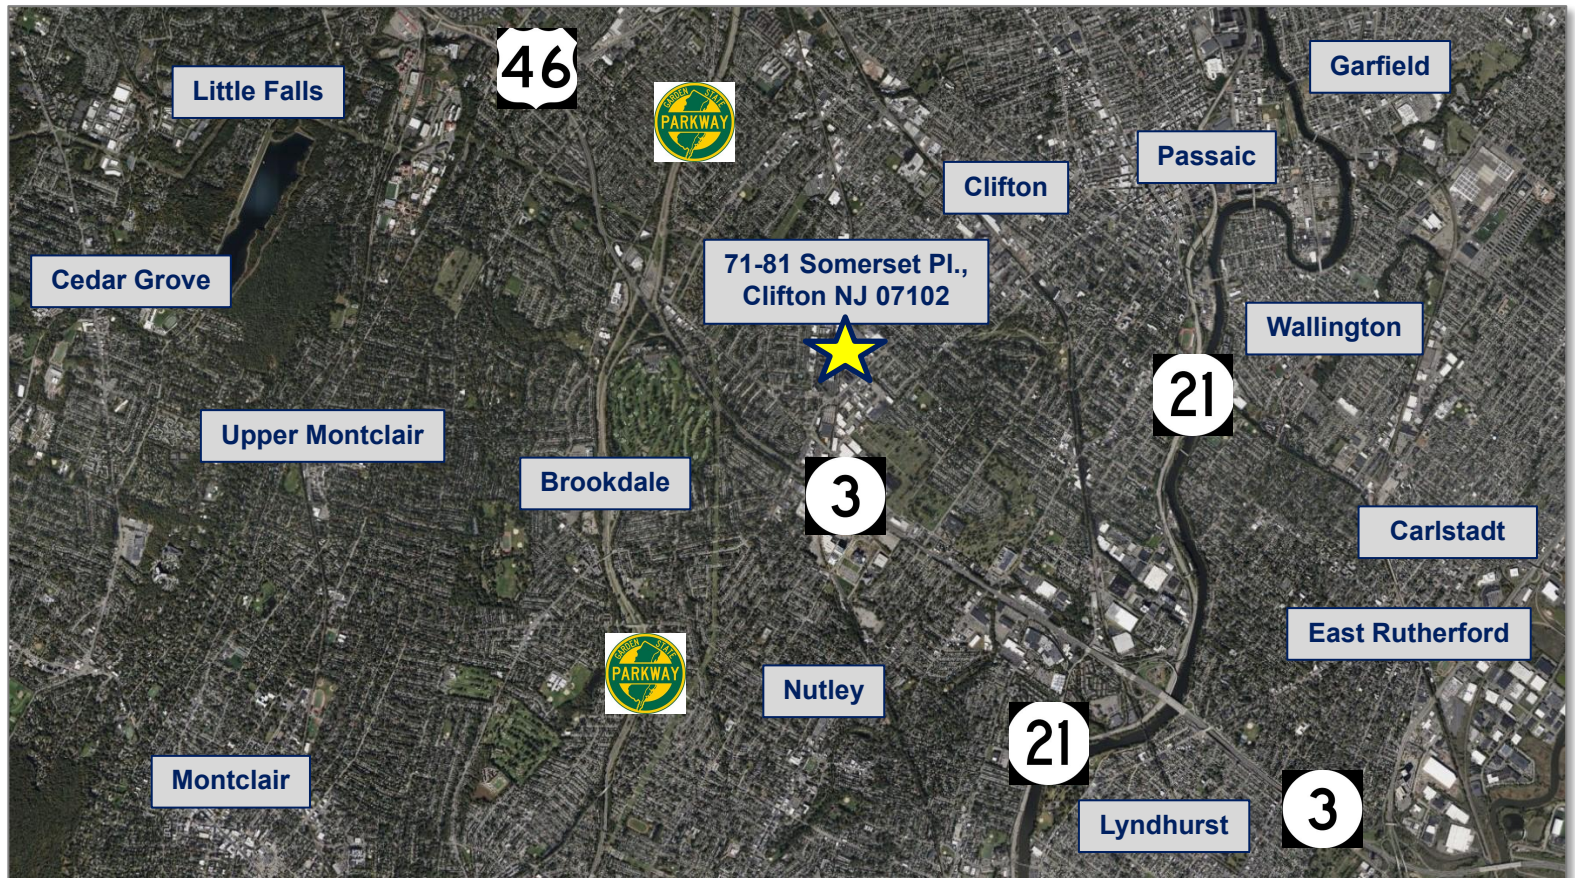 46
Garfield
Little Falls
GARDEN STATE
PARKWAY
Passaic
Clifton
71-81 Somerset Pl.,
Clifton NJ 07102
Cedar Grove
Wallington
21
Upper Montclair
Brookdale
3
Carlstadt
East Rutherford
GARDEN STATE
PARKWAY
Nutley
21
Montclair
3
Lyndhurst